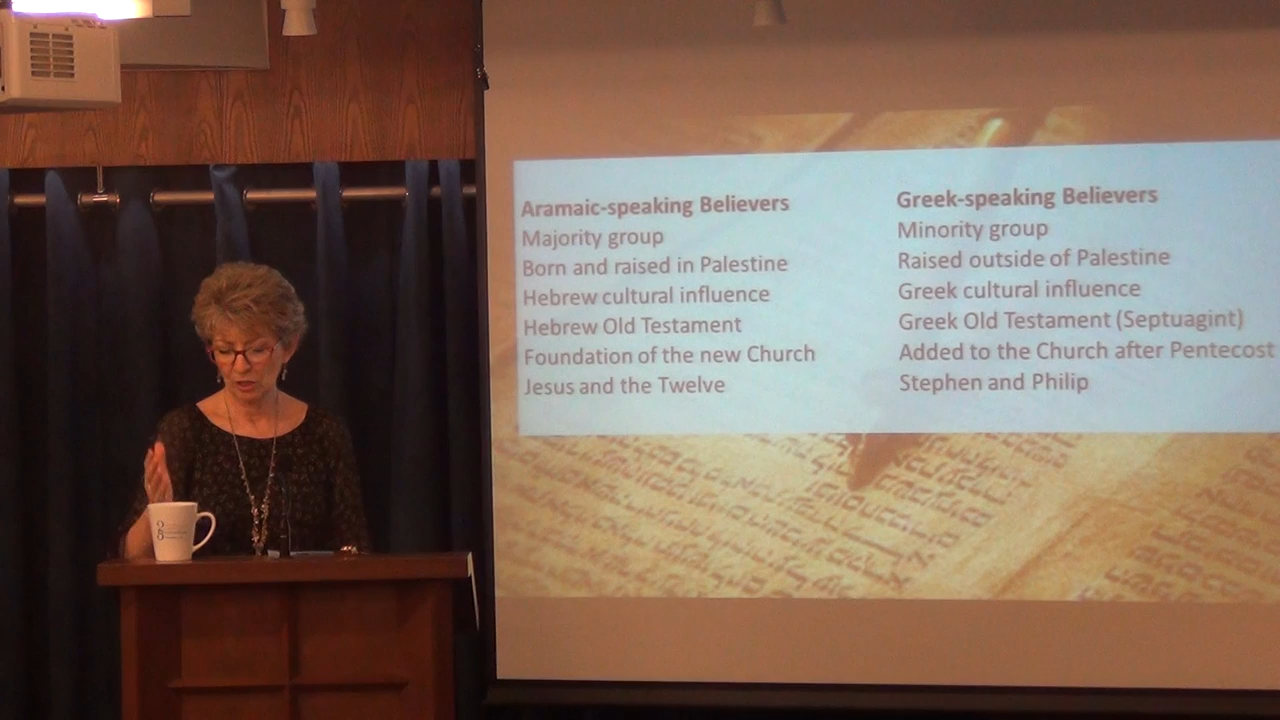 Aramaic-speaking Believers
Majority group
Born and raised in Palestine
Hebrew cultural influence
Hebrew Old Testament
Foundation of the new Church
Jesus and the Twelve
Greek-speaking Believers
Minority group
Raised outside of Palestine
Greek cultural influence
Greek Old Testament (Septuagint)
Added to the Church after Pentecost
Stephen and Philip